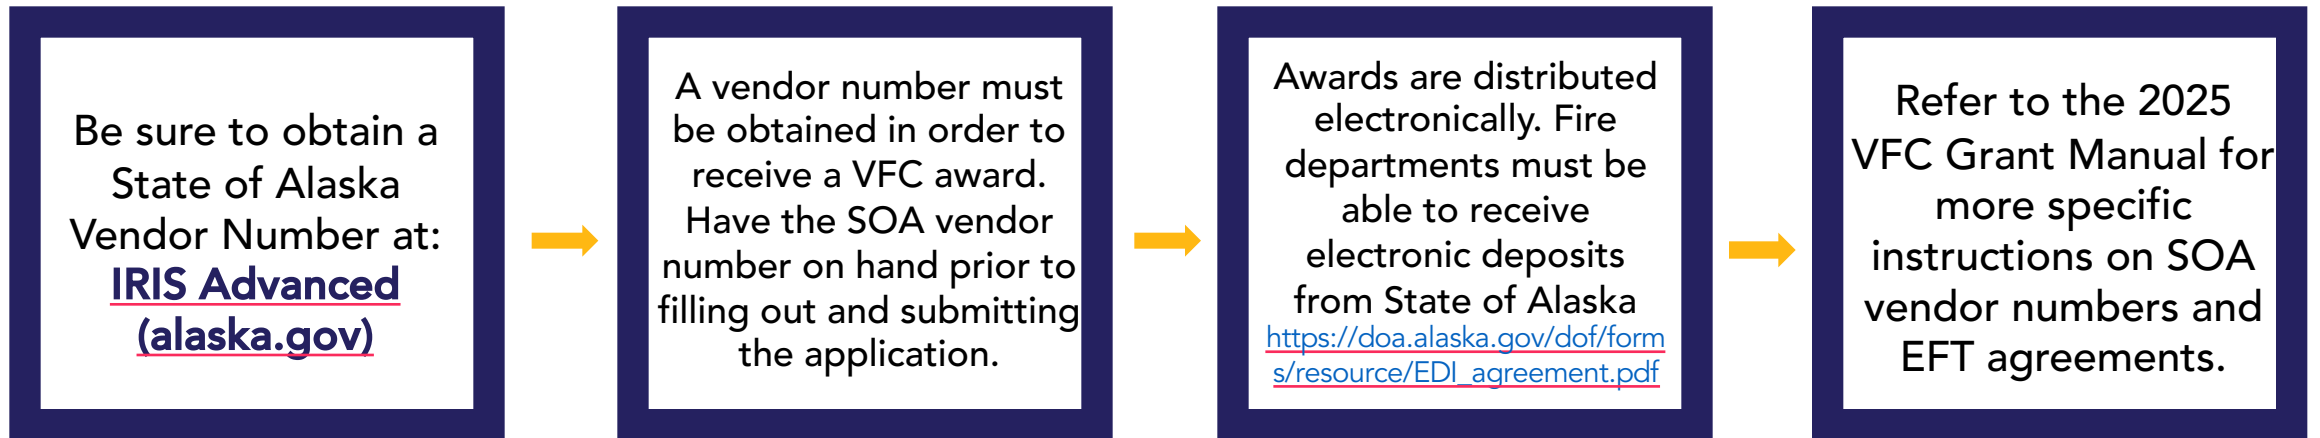 Be sure to obtain a
State of Alaska
Vendor Number at:
IRIS Advanced
(alaska.gov)
A vendor number must
be obtained in order to
receive a VFC award.
Have the SOA vendor
number on hand prior to
filling out and submitting
the application.
Awards are distributed
electronically. Fire
departments must be
able to receive
electronic deposits
from State of Alaska
https://doa.alaska.gov/dof/form
s/resource/EDI_agreement.pdf
Refer to the 2025
VFC Grant Manual for
more specific
instructions on SOA
vendor numbers and
EFT agreements.